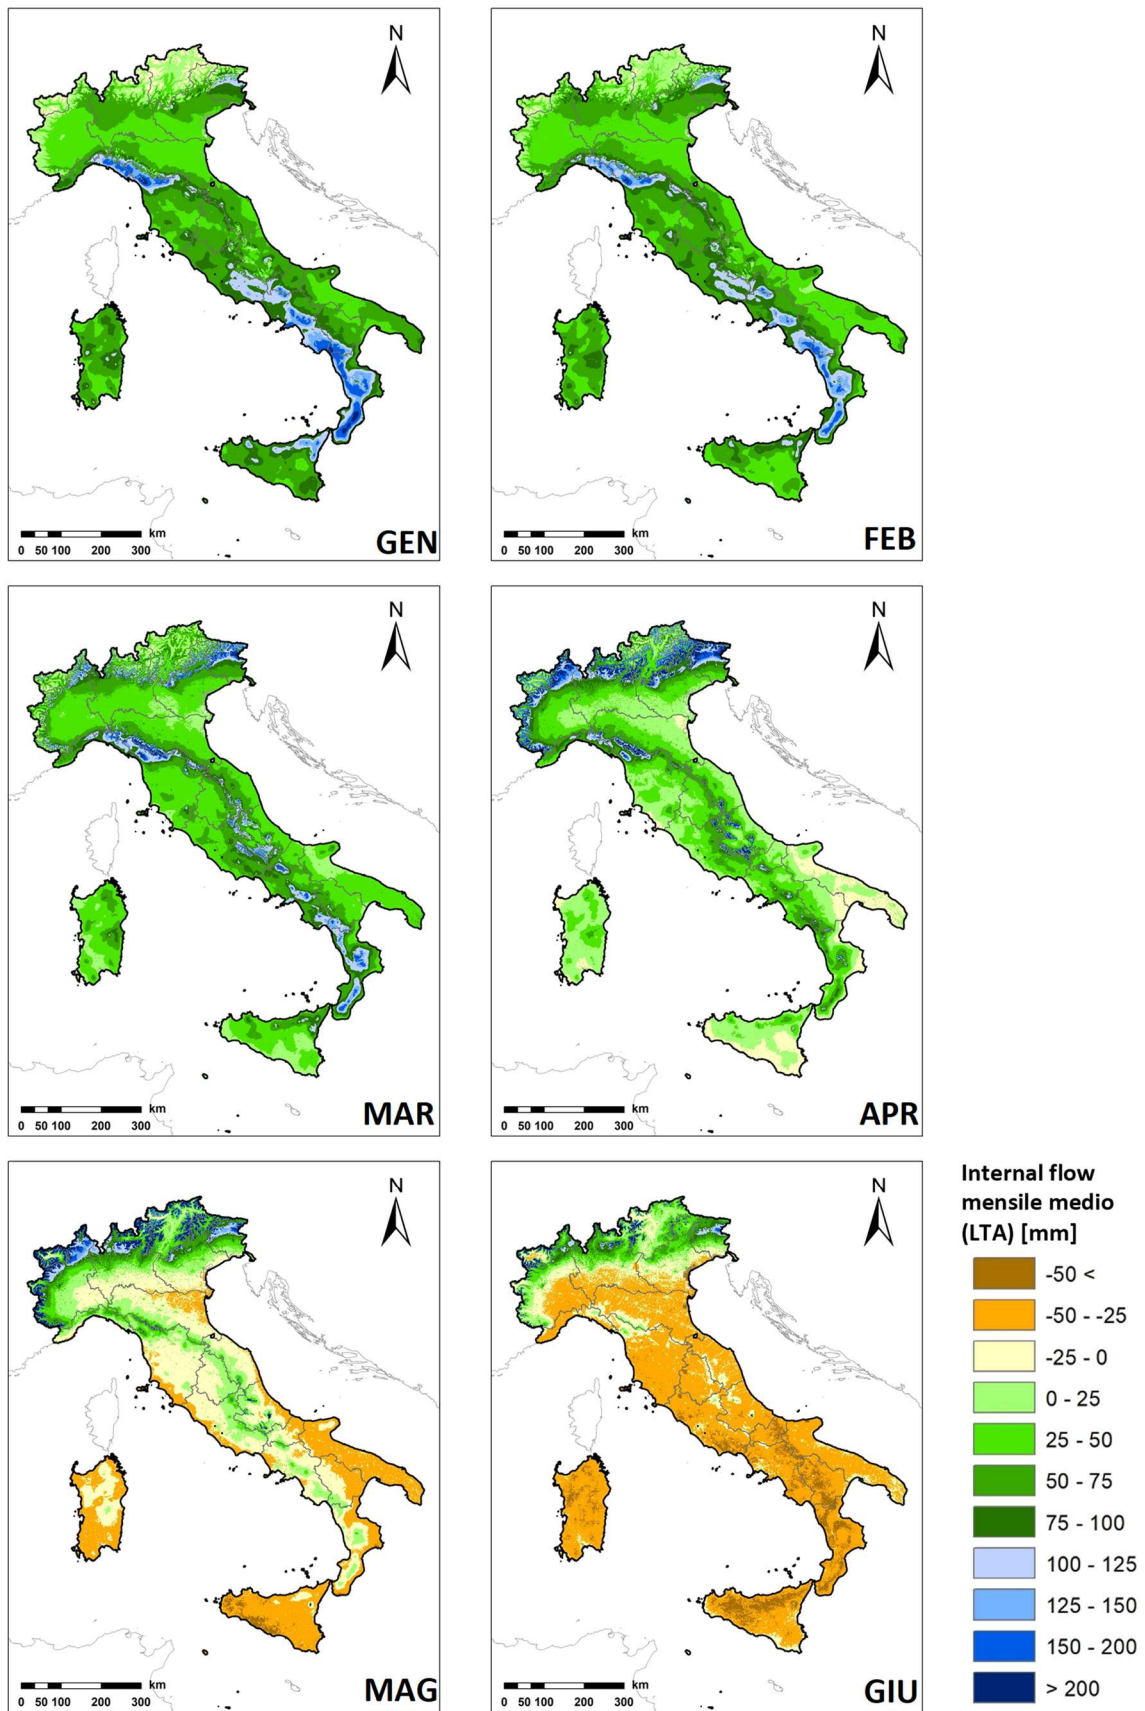 N
N
km
0 50 100 200 300
GEN
km
0 50 100 200 300
FEB
N
N
km
0 50 100 200 300
MAR
km
0 50 100 200 300
APR
N
N
km
0 50 100 200 300
MAG
km
0 50 100 200 300
GIU
Internal flow
mensile medio
(LTA) [mm]
-50 <
-50 - -25
-25 - 0
0 - 25
25 - 50
50 - 75
75 - 100
100 - 125
125 - 150
150 - 200
> 200